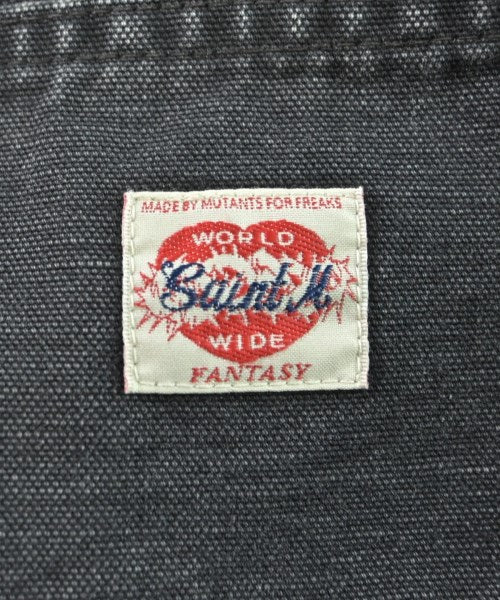 MADE BY MUTANTS FOR FREAKS
WORLD
Saint M.
WIDE
FANTASY